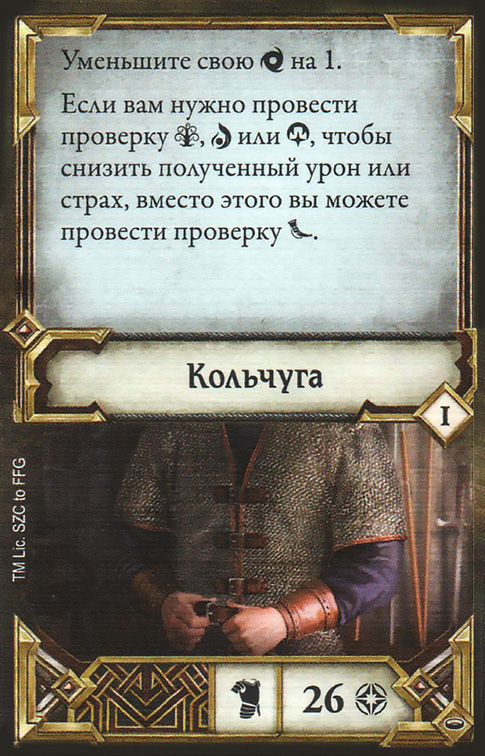 Уменьшите свою на 1.
Если вам нужно провести
проверку , или , чтобы
снизить полученный урон или
страх, вместо этого вы можете
провести проверку .
Кольчуга
I
TM Lic. SZC to FFG
26